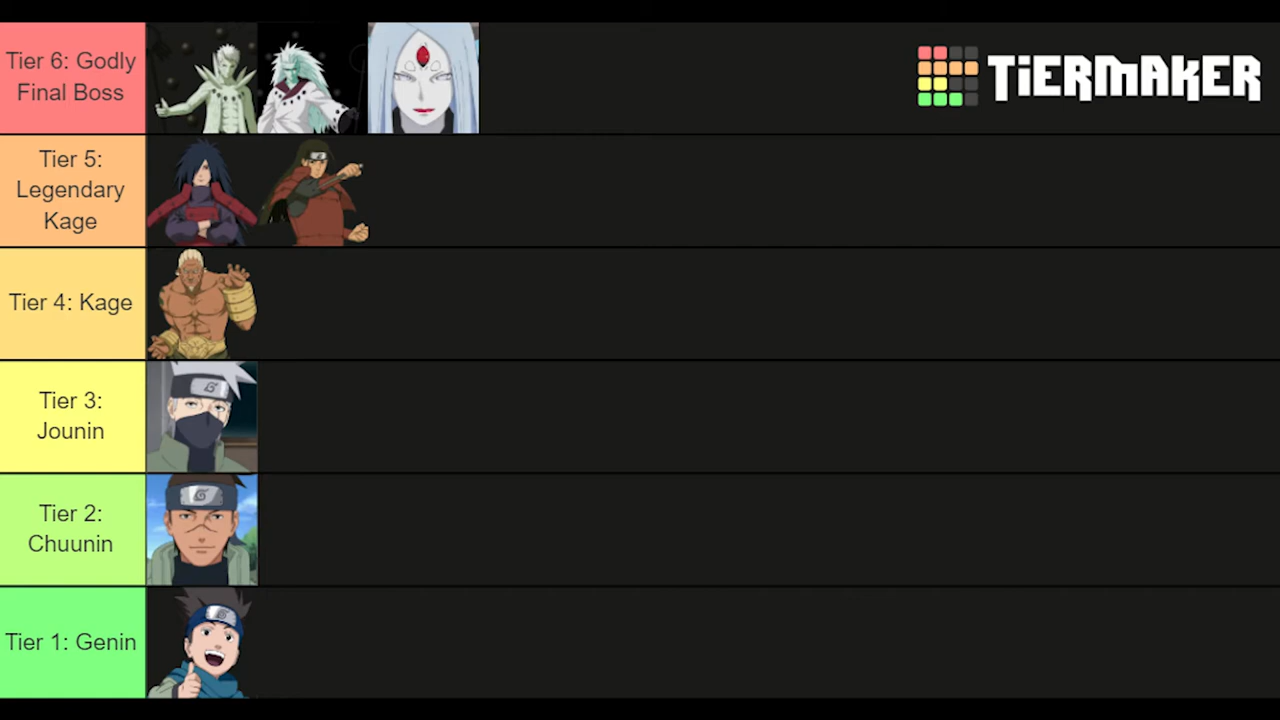 Tier 6: Godly
Final Boss
TiERMAKER
Tier 5:
Legendary
Kage
Tier 4: Kage
Tier 3:
Jounin
Tier 2:
Chuunin
Tier 1: Genin